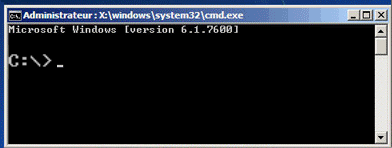 Administrateur : X:\windows\system32\cmd.exe
Microsoft Windows [version 6.1.7600]
C:\>_